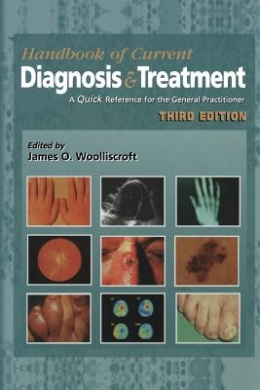 Handbook of Current
Diagnosis & Treatment
A Quick Reference for the General Practitioner
THIRD EDITION
Edited by
James O. Woolliscroft